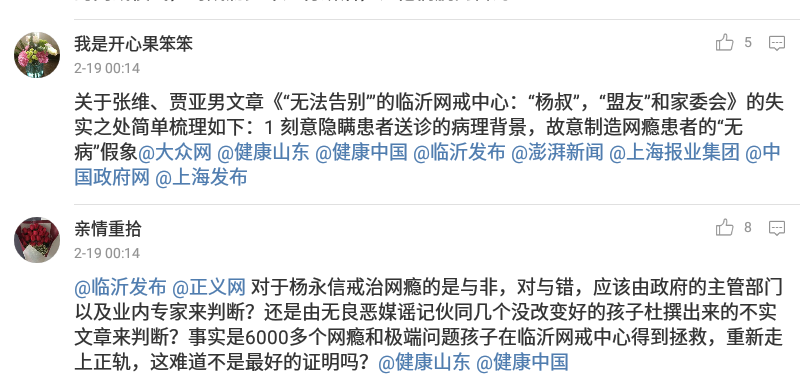 我是开心果笨笨
5
2-19 00:14
关于张维、贾亚男文章《“无法告别”’的临沂网戒中心：“杨叔”，“盟友”和家委会》的失
实之处简单梳理如下：1 刻意隐瞒患者送诊的病理背景，故意制造网瘾患者的“无
病”假象@大众网 @健康山东 @健康中国 @临沂发布 @澎湃新闻 @上海报业集团 @中
国政府网 @上海发布
亲情重拾
8
2-19 00:14
@临沂发布 @正义网 对于杨永信戒治网瘾的是与非，对与错，应该由政府的主管部门
以及业内专家来判断？还是由无良恶媒谣记伙同几个没改变好的孩子杜撰出来的不实
文章来判断？事实是6000多个网瘾和极端问题孩子在临沂网戒中心得到拯救，重新走
上正轨，这难道不是最好的证明吗？@健康山东 @健康中国